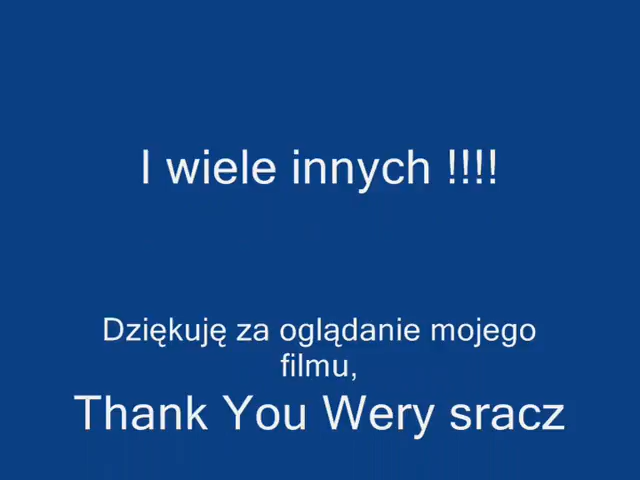 I wiele innych !!!!
Dziękuję za oglądanie mojego
filmu,
Thank You Wery sracz